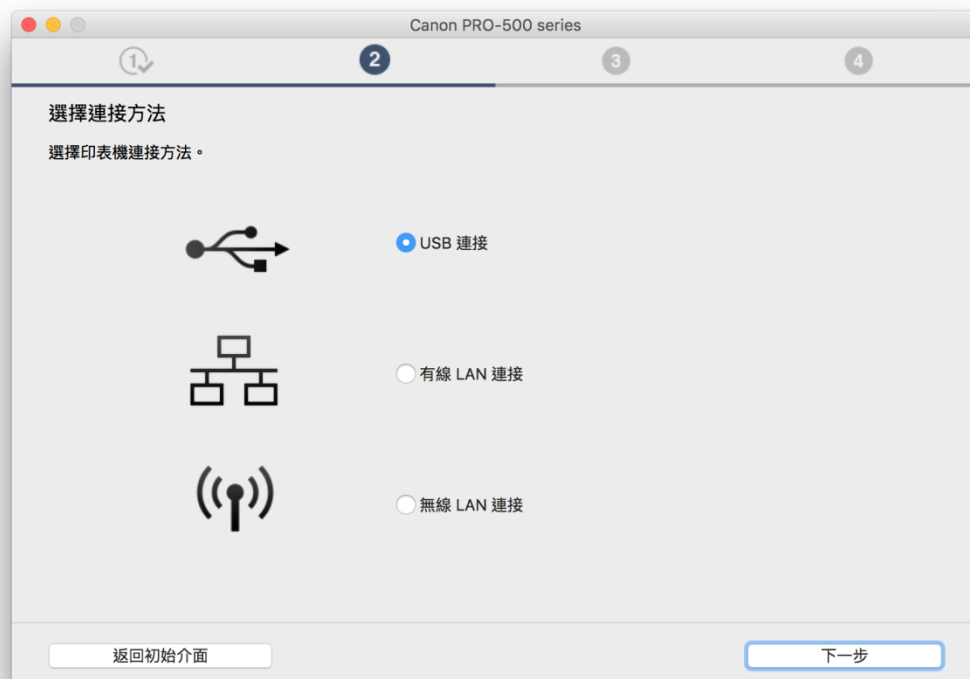 Canon PRO-500 series
1
2
3
4
選擇連接方法
選擇印表機連接方法。
USB 連接
有線 LAN 連接
無線 LAN 連接
返回初始介面
下一步